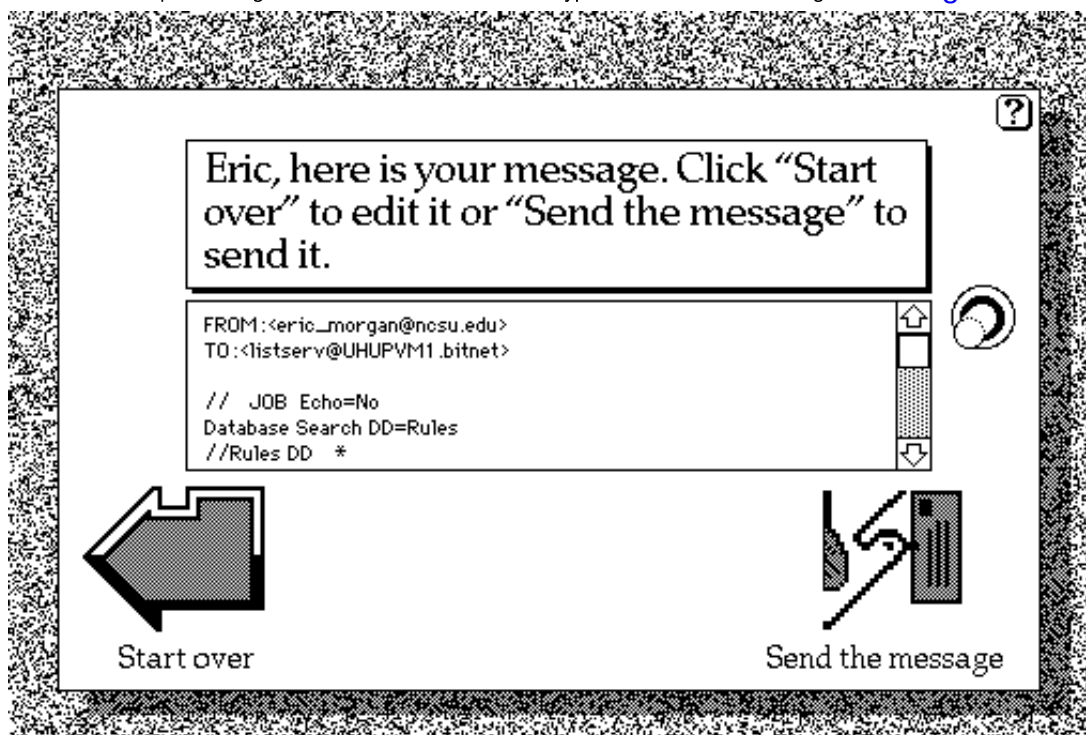 ?
Eric, here is your message. Click “Start
over” to edit it or “Send the message” to
send it.
FROM:<eric_morgan@ncsu.edu>
TO:<listserv@UHUPVM1.bitnet>
// JOB Echo=No
Database Search DD=Rules
//Rules DD *
Start over
Send the message